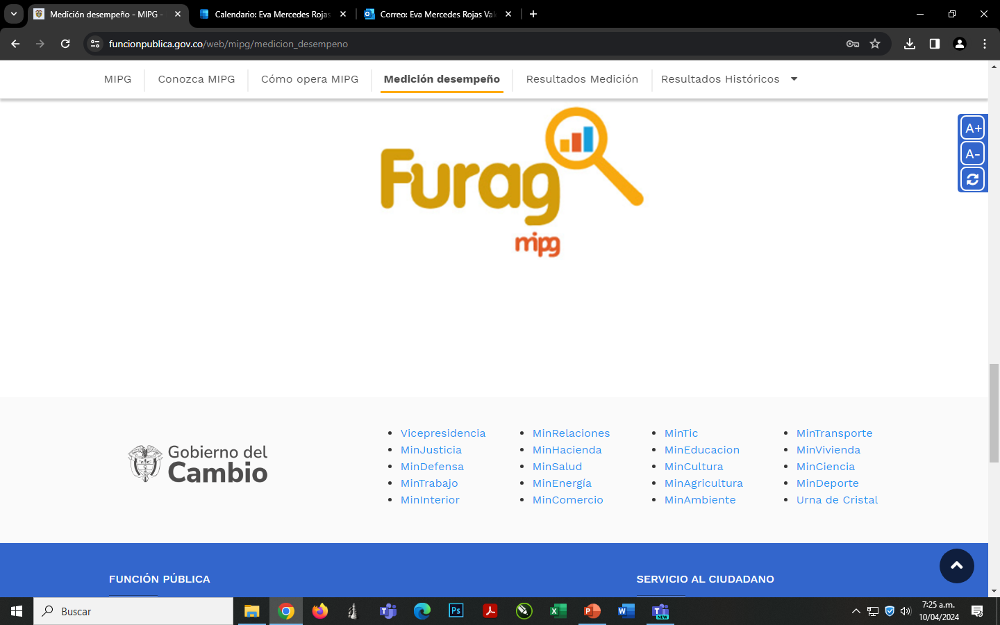 Medición desempeño - MIPG -
Calendario: Eva Mercedes Rojas
Correo: Eva Mercedes Rojas Val
funcionpublica.gov.co/web/mipg/medicion_desempeno
MIPG
Conozca MIPG
Cómo opera MIPG
Medición desempeño
Resultados Medición
Resultados Históricos
A+
A-
Furag
mipg
Gobierno del
Cambio
Vicepresidencia
MinJusticia
MinDefensa
MinTrabajo
MinInterior
MinRelaciones
MinHacienda
MinSalud
MinEnergía
MinComercio
MinTic
MinEducacion
MinCultura
MinAgricultura
MinAmbiente
MinTransporte
MinVivienda
MinCiencia
MinDeporte
Urna de Cristal
FUNCIÓN PÚBLICA
SERVICIO AL CIUDADANO
Buscar
7:25 a.m.
10/04/2024